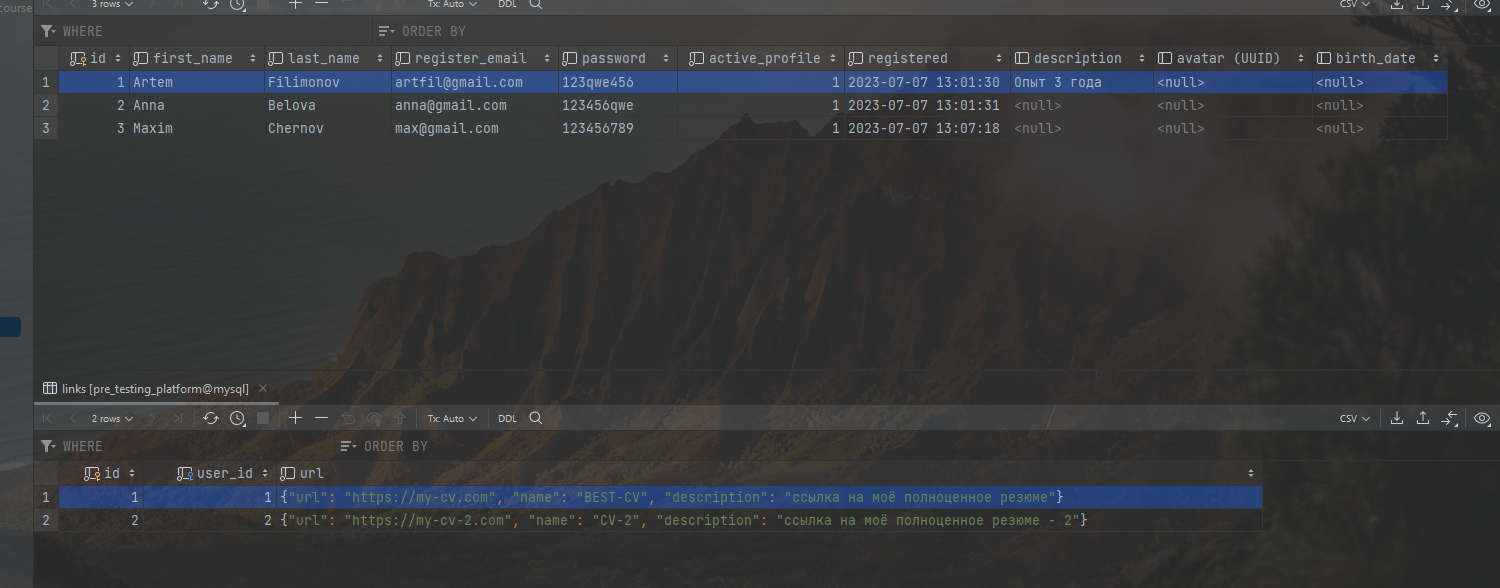 course
3 rows Tx: Auto DDL CSV
WHERE ORDER BY
id first_name last_name register_email password active_profile registered description avatar (UUID) birth_date
1 1 Artem Filimonov artfil@gmail.com 123qwe456 1 2023-07-07 13:01:30 Опыт 3 года <null> <null>
2 2 Anna Belova anna@gmail.com 123456qwe 1 2023-07-07 13:01:31 <null> <null> <null>
3 3 Maxim Chernov max@gmail.com 123456789 1 2023-07-07 13:07:18 <null> <null> <null>
links [pre_testing_platform@mysql]
2 rows Tx: Auto DDL CSV
WHERE ORDER BY
id user_id url
1 1 1 {"url": "https://my-cv.com", "name": "BEST-CV", "description": "ссылка на моё полноценное резюме"}
2 2 2 {"url": "https://my-cv-2.com", "name": "CV-2", "description": "ссылка на моё полноценное резюме - 2"}